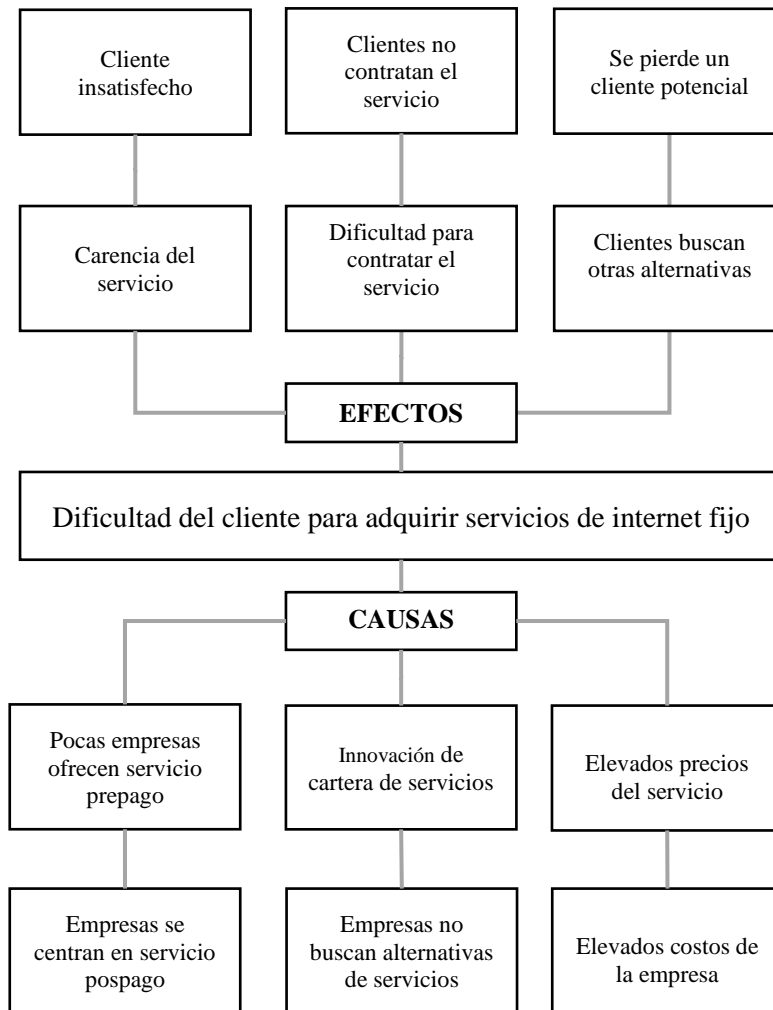 Cliente
insatisfecho
Clientes no
contratan el
servicio
Se pierde un
cliente potencial
Carencia del
servicio
Dificultad para
contratar el
servicio
Clientes buscan
otras alternativas
EFECTOS
Dificultad del cliente para adquirir servicios de internet fijo
CAUSAS
Pocas empresas
ofrecen servicio
prepago
Innovación de
cartera de servicios
Elevados precios
del servicio
Empresas se
centran en servicio
pospago
Empresas no
buscan alternativas
de servicios
Elevados costos de
la empresa